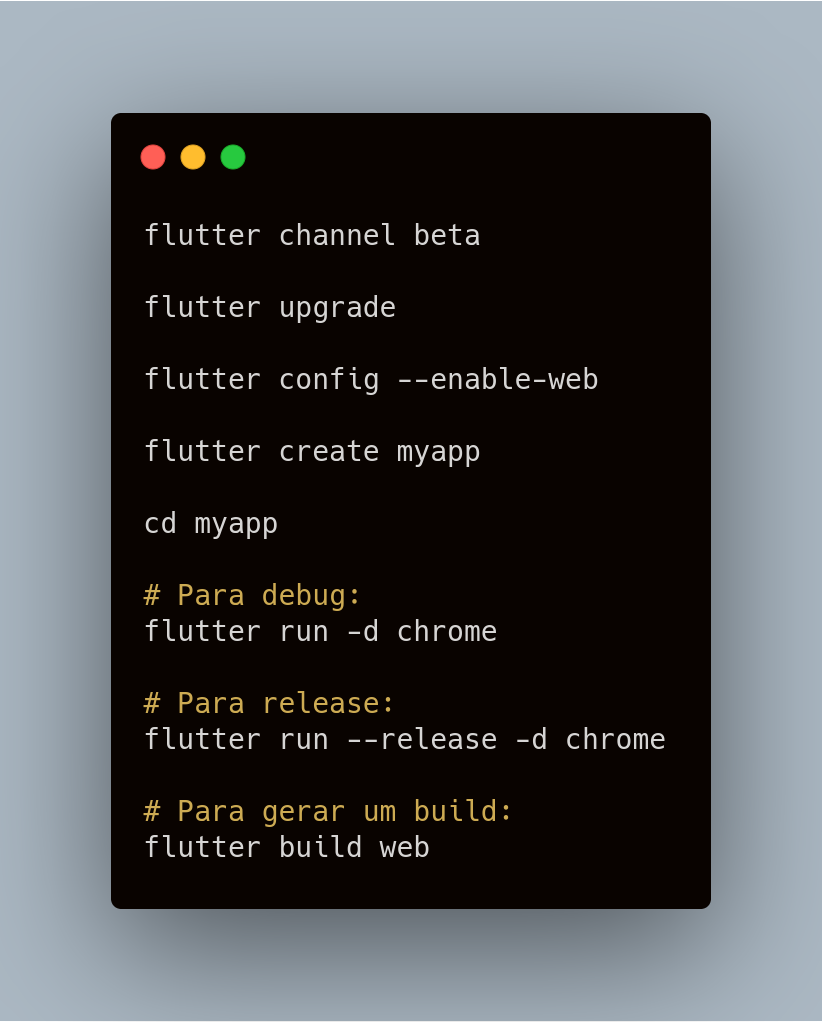 flutter channel beta
flutter upgrade
flutter config --enable-web
flutter create myapp
cd myapp
# Para debug:
flutter run -d chrome
# Para release:
flutter run --release -d chrome
# Para gerar um build:
flutter build web